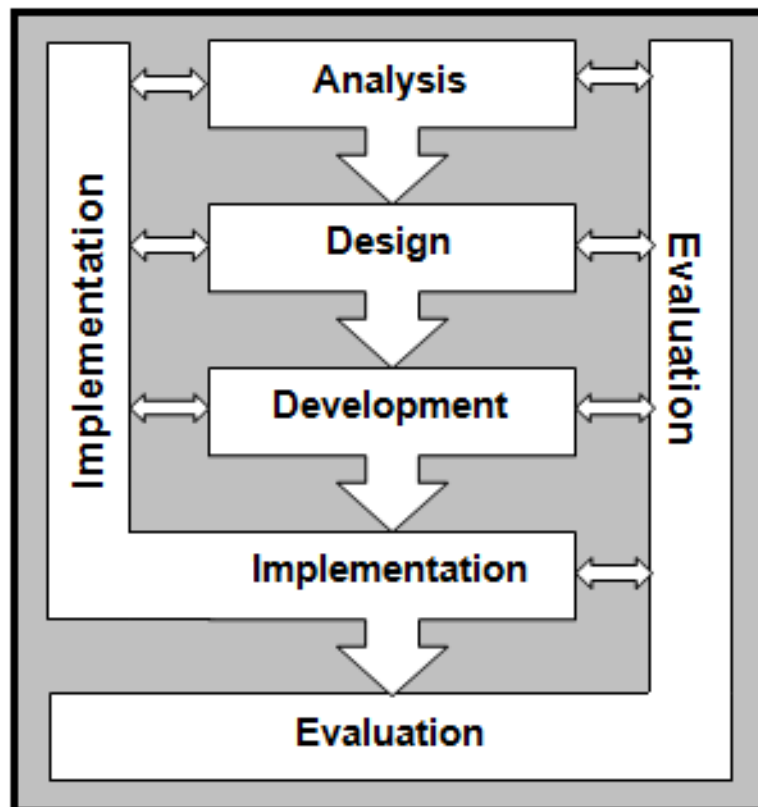 Analysis
Implementation
Design
Evaluation
Development
Implementation
Evaluation